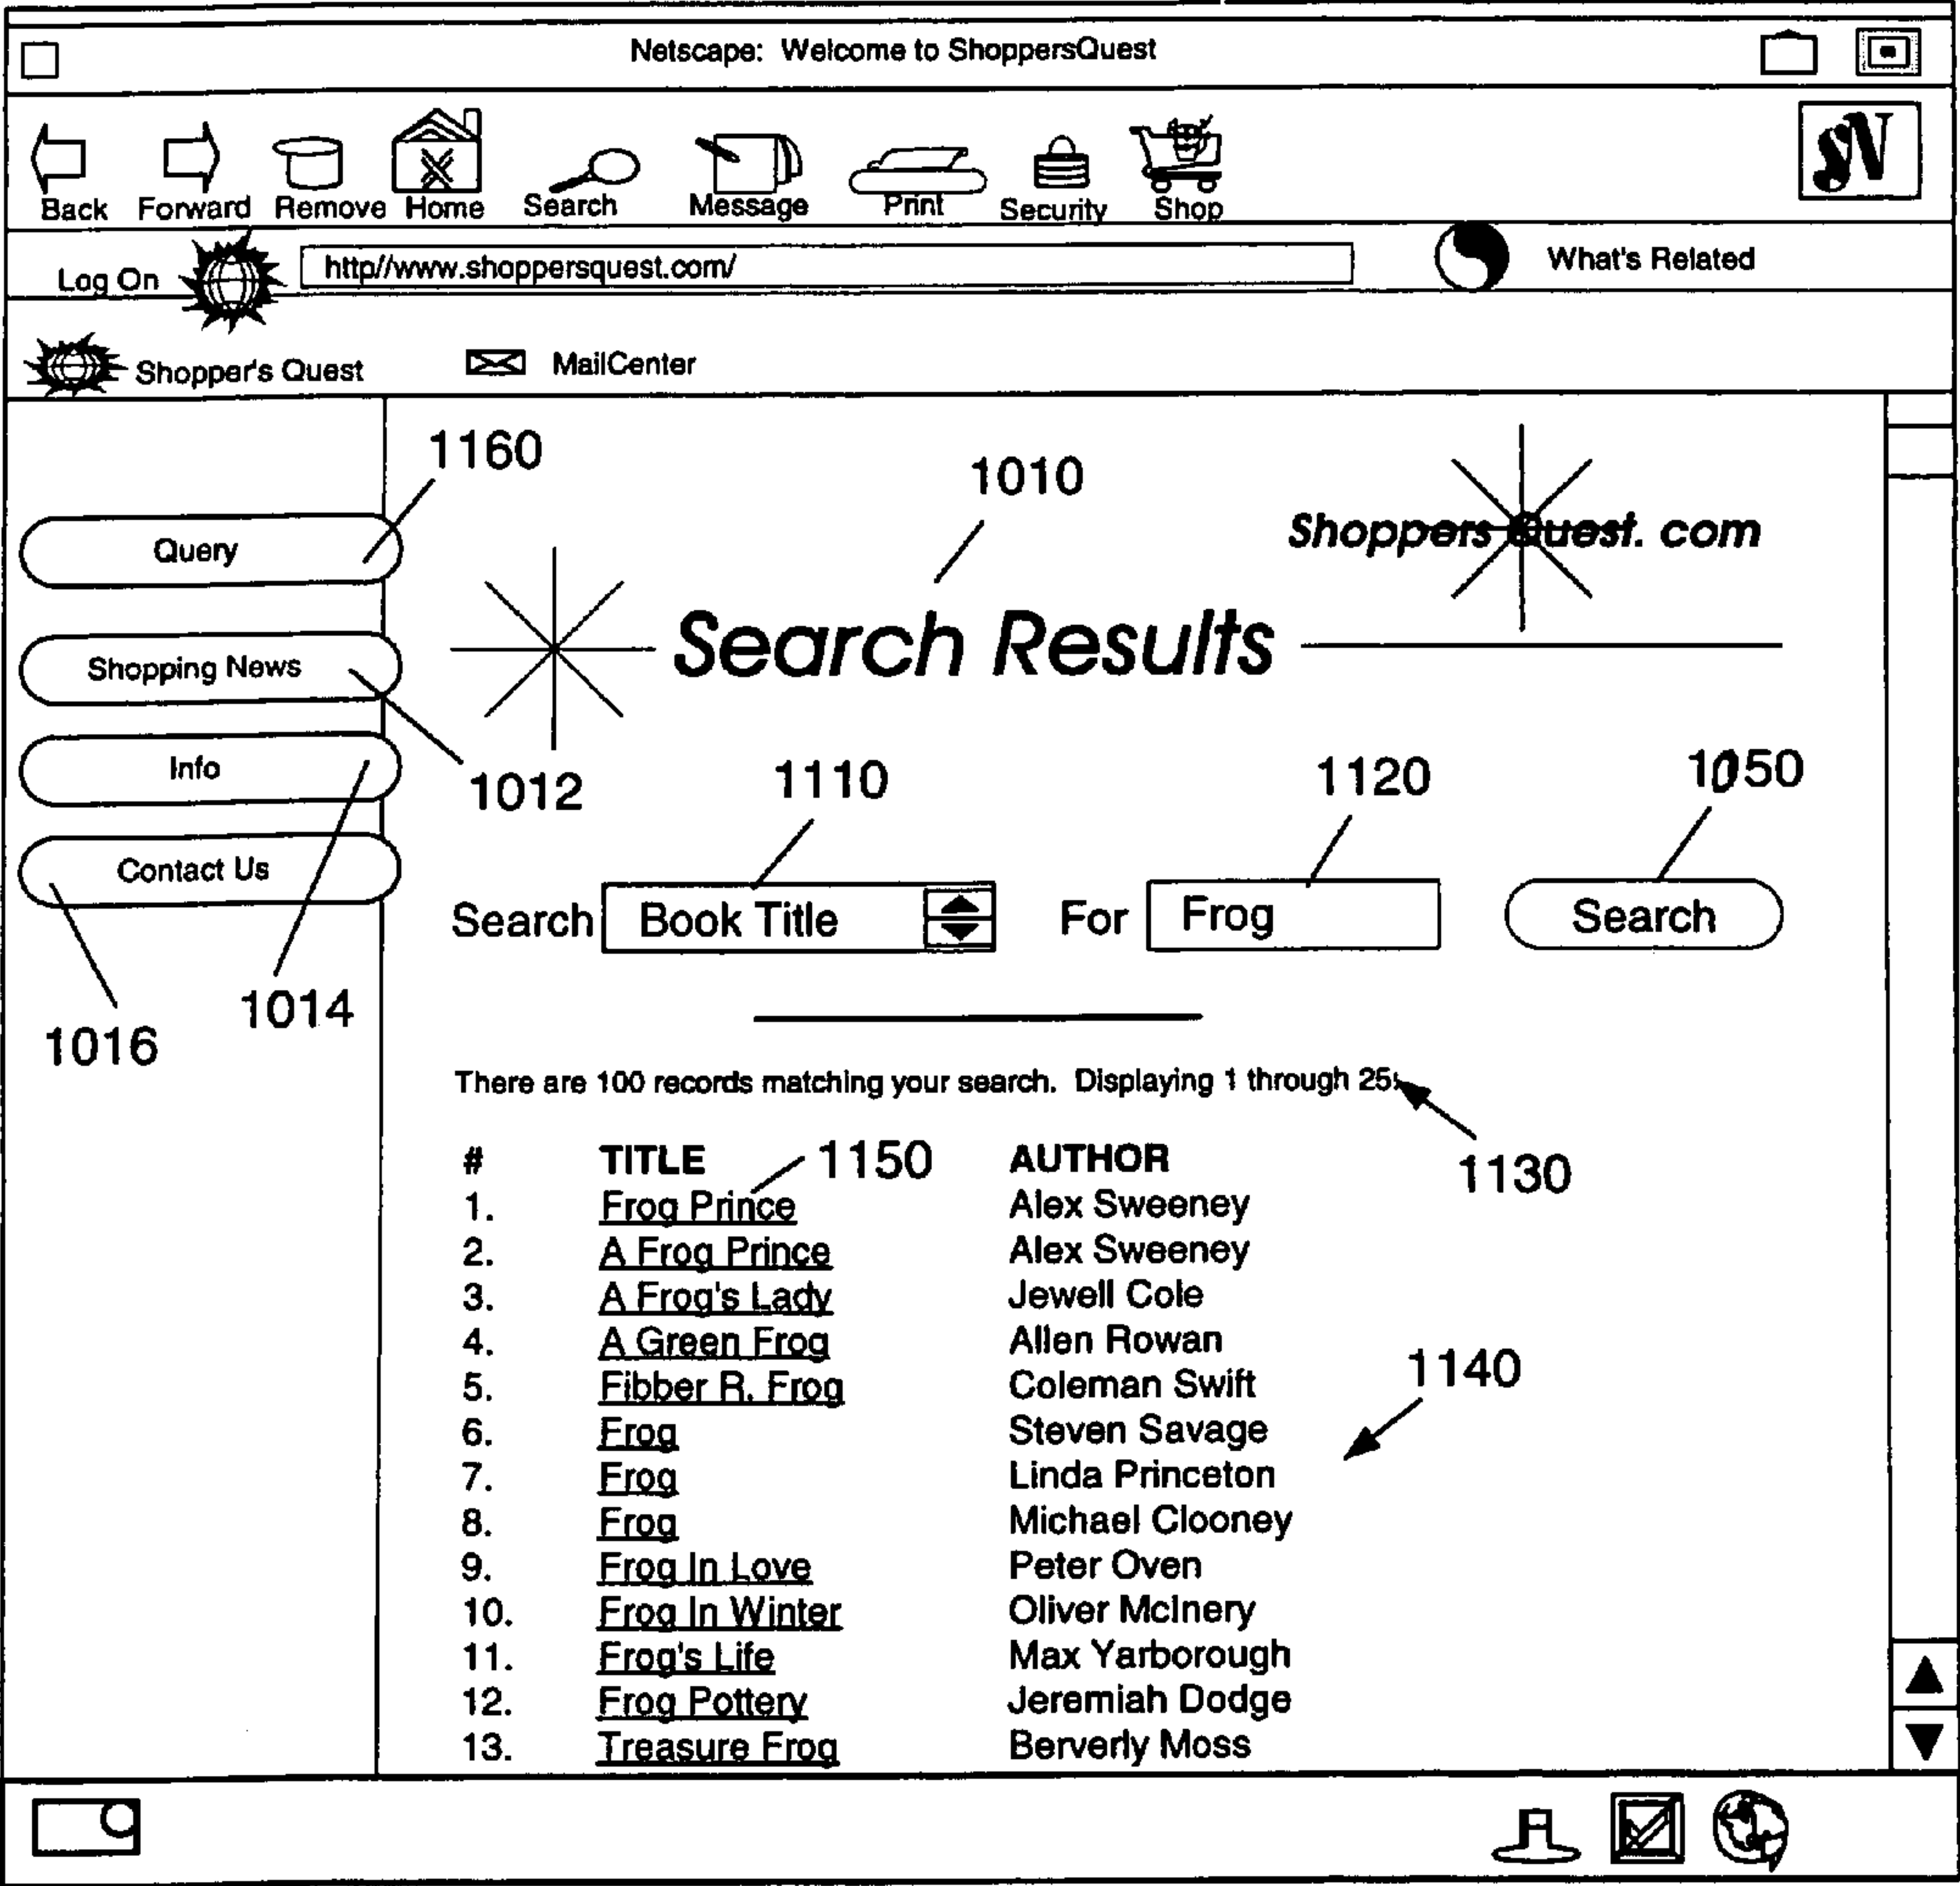 Netscape: Welcome to ShoppersQuest
Back Forward Remove Home Search Message Print Security Shop
N
Log On http//www.shoppersquest.com/ What's Related
Shopper's Quest MailCenter
1160
1010
Shoppers Quest. com
Query
Search Results
Shopping News
1012
Info
1110 1120 1050
Contact Us
Search Book Title For Frog Search
1014
1016
There are 100 records matching your search. Displaying 1 through 25.
1130
# TITLE 1150 AUTHOR
1. Frog Prince Alex Sweeney
2. A Frog Prince Alex Sweeney
3. A Frog's Lady Jewell Cole
4. A Green Frog Allen Rowan
1140
5. Fibber R. Frog Coleman Swift
6. Frog Steven Savage
7. Frog Linda Princeton
8. Frog Michael Clooney
9. Frog In Love Peter Oven
10. Frog In Winter Oliver McInery
11. Frog's Life Max Yarborough
12. Frog Pottery Jeremiah Dodge
13. Treasure Frog Berverly Moss